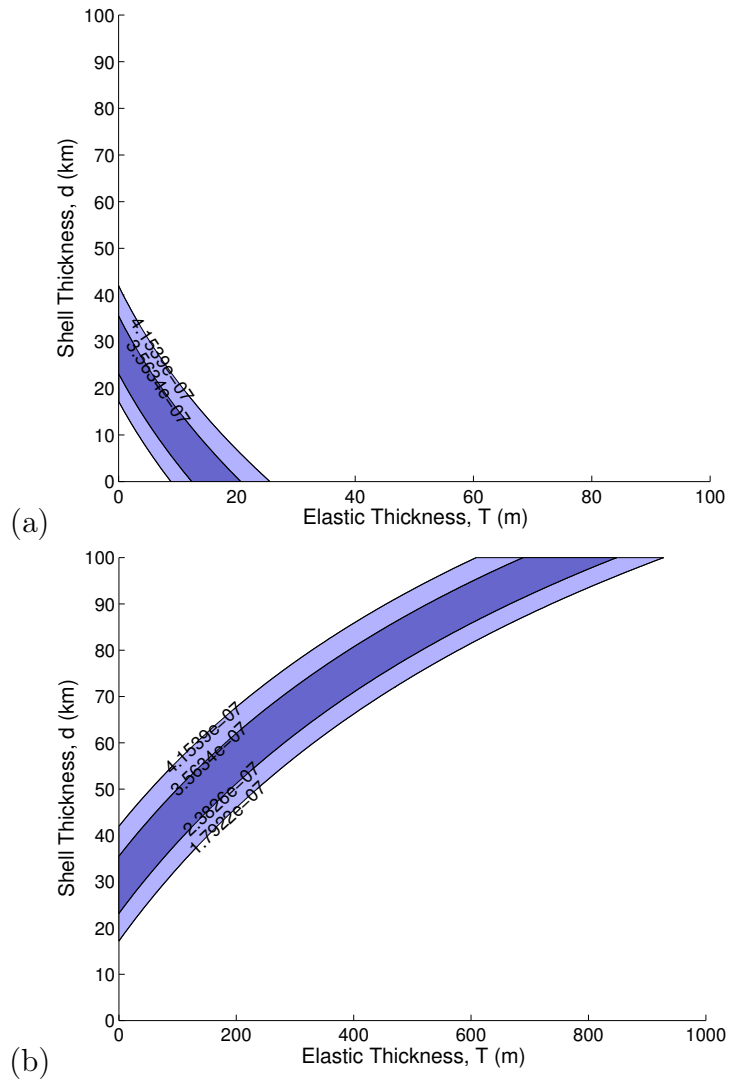 100
90
80
70
60
50
40
30
20
10
0
Shell Thickness, d (km)
4.1539e−07
3.5634e−07
0 20 40 60 80 100
Elastic Thickness, T (m)
(a)
100
90
80
70
60
50
40
30
20
10
0
Shell Thickness, d (km)
4.1539e−07
3.5634e−07
2.3826e−07
1.7922e−07
0 200 400 600 800 1000
Elastic Thickness, T (m)
(b)